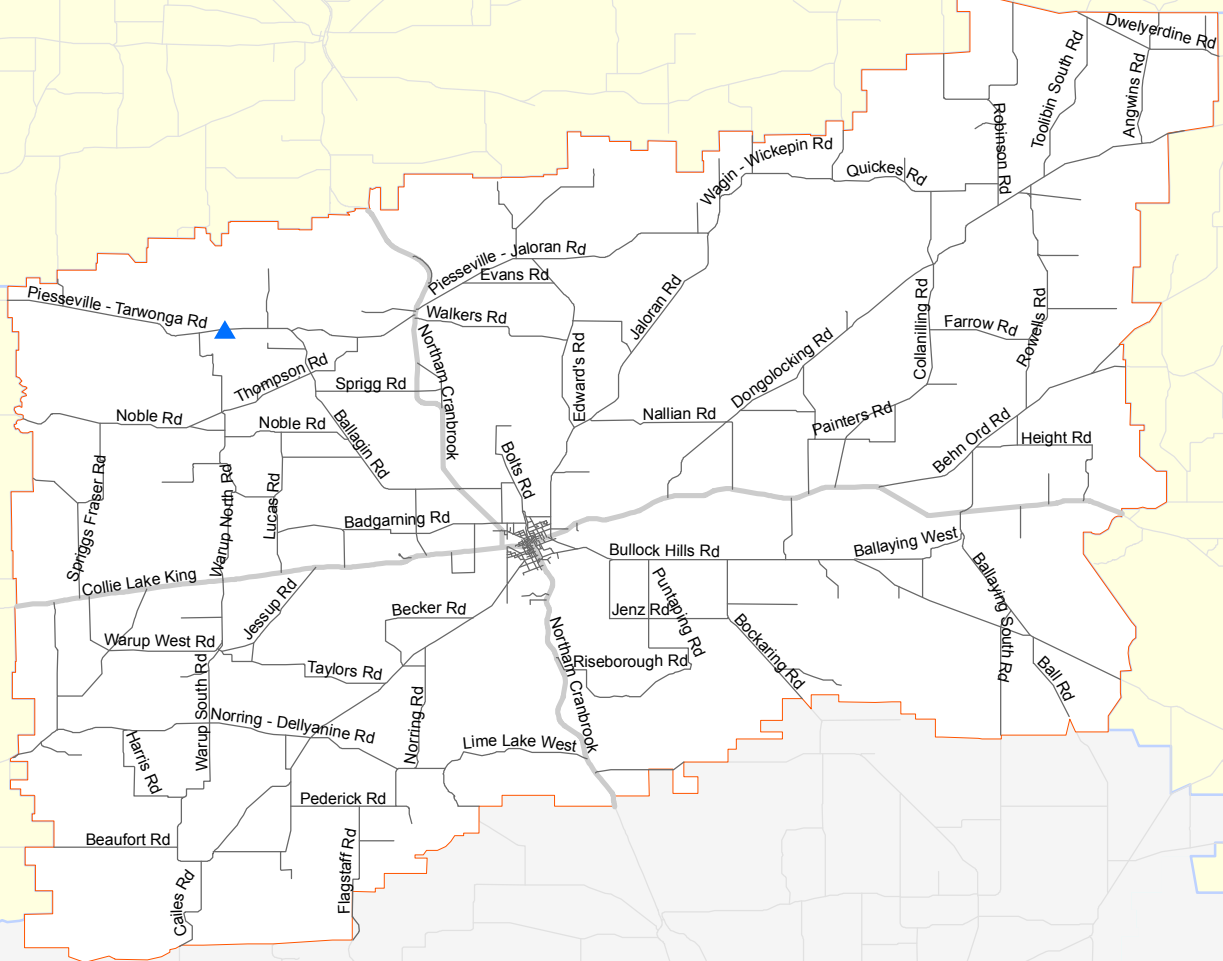 Dwelyerdine Rd
Toolibin South Rd
Angwins Rd
Robinson Rd
Wagin - Wickepin Rd
Quickes Rd
Piesseville - Jaloran Rd
Evans Rd
Piesseville - Tarwonga Rd
Walkers Rd
Jaloran Rd
Collanilling Rd
Farrow Rd
Rowells Rd
Thompson Rd
Northam Cranbrook
Edward's Rd
Dongolocking Rd
Sprigg Rd
Noble Rd
Noble Rd
Ballagin Rd
Nallian Rd
Painters Rd
Behn Ord Rd
Height Rd
Bolts Rd
Spriggs Fraser Rd
Warup North Rd
Lucas Rd
Badgarning Rd
Collie Lake King
Bullock Hills Rd
Ballaying West
Jessup Rd
Becker Rd
Jenz Rd
Puntaping Rd
Ballaying South Rd
Warup West Rd
Taylors Rd
Northam Cranbrook
Riseborough Rd
Bockaring Rd
Ball Rd
Warup South Rd
Norring - Dellyanine Rd
Norring Rd
Lime Lake West
Harris Rd
Pederick Rd
Beaufort Rd
Flagstaff Rd
Cailes Rd